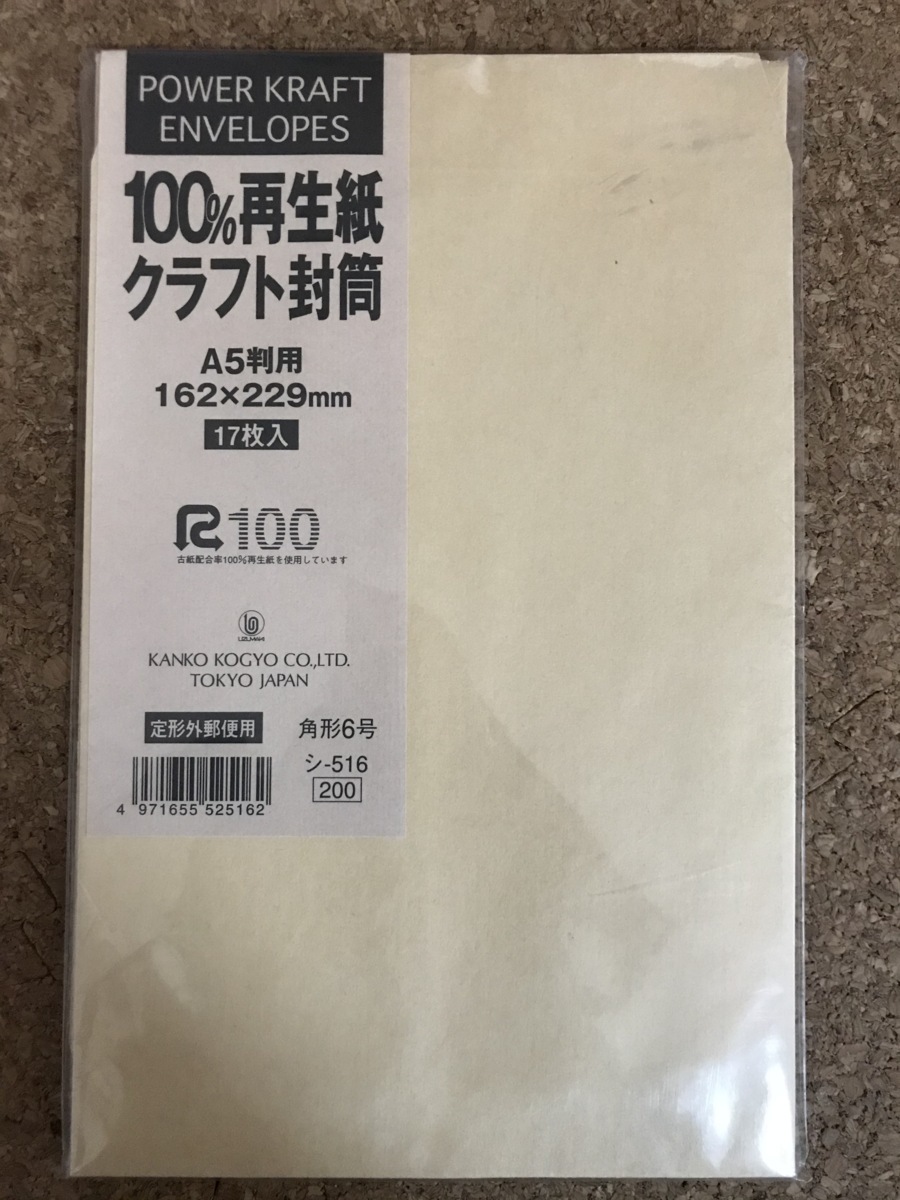 POWER KRAFT
ENVELOPES
100%再生紙
クラフト封筒
A5判用
162×229mm
17枚入
R100
古紙配合率100%再生紙を使用しています
UZUMAKI
KANKO KOGYO CO.,LTD.
TOKYO JAPAN
定形外郵便用 角形6号
シ-516
200
4 971655 525162